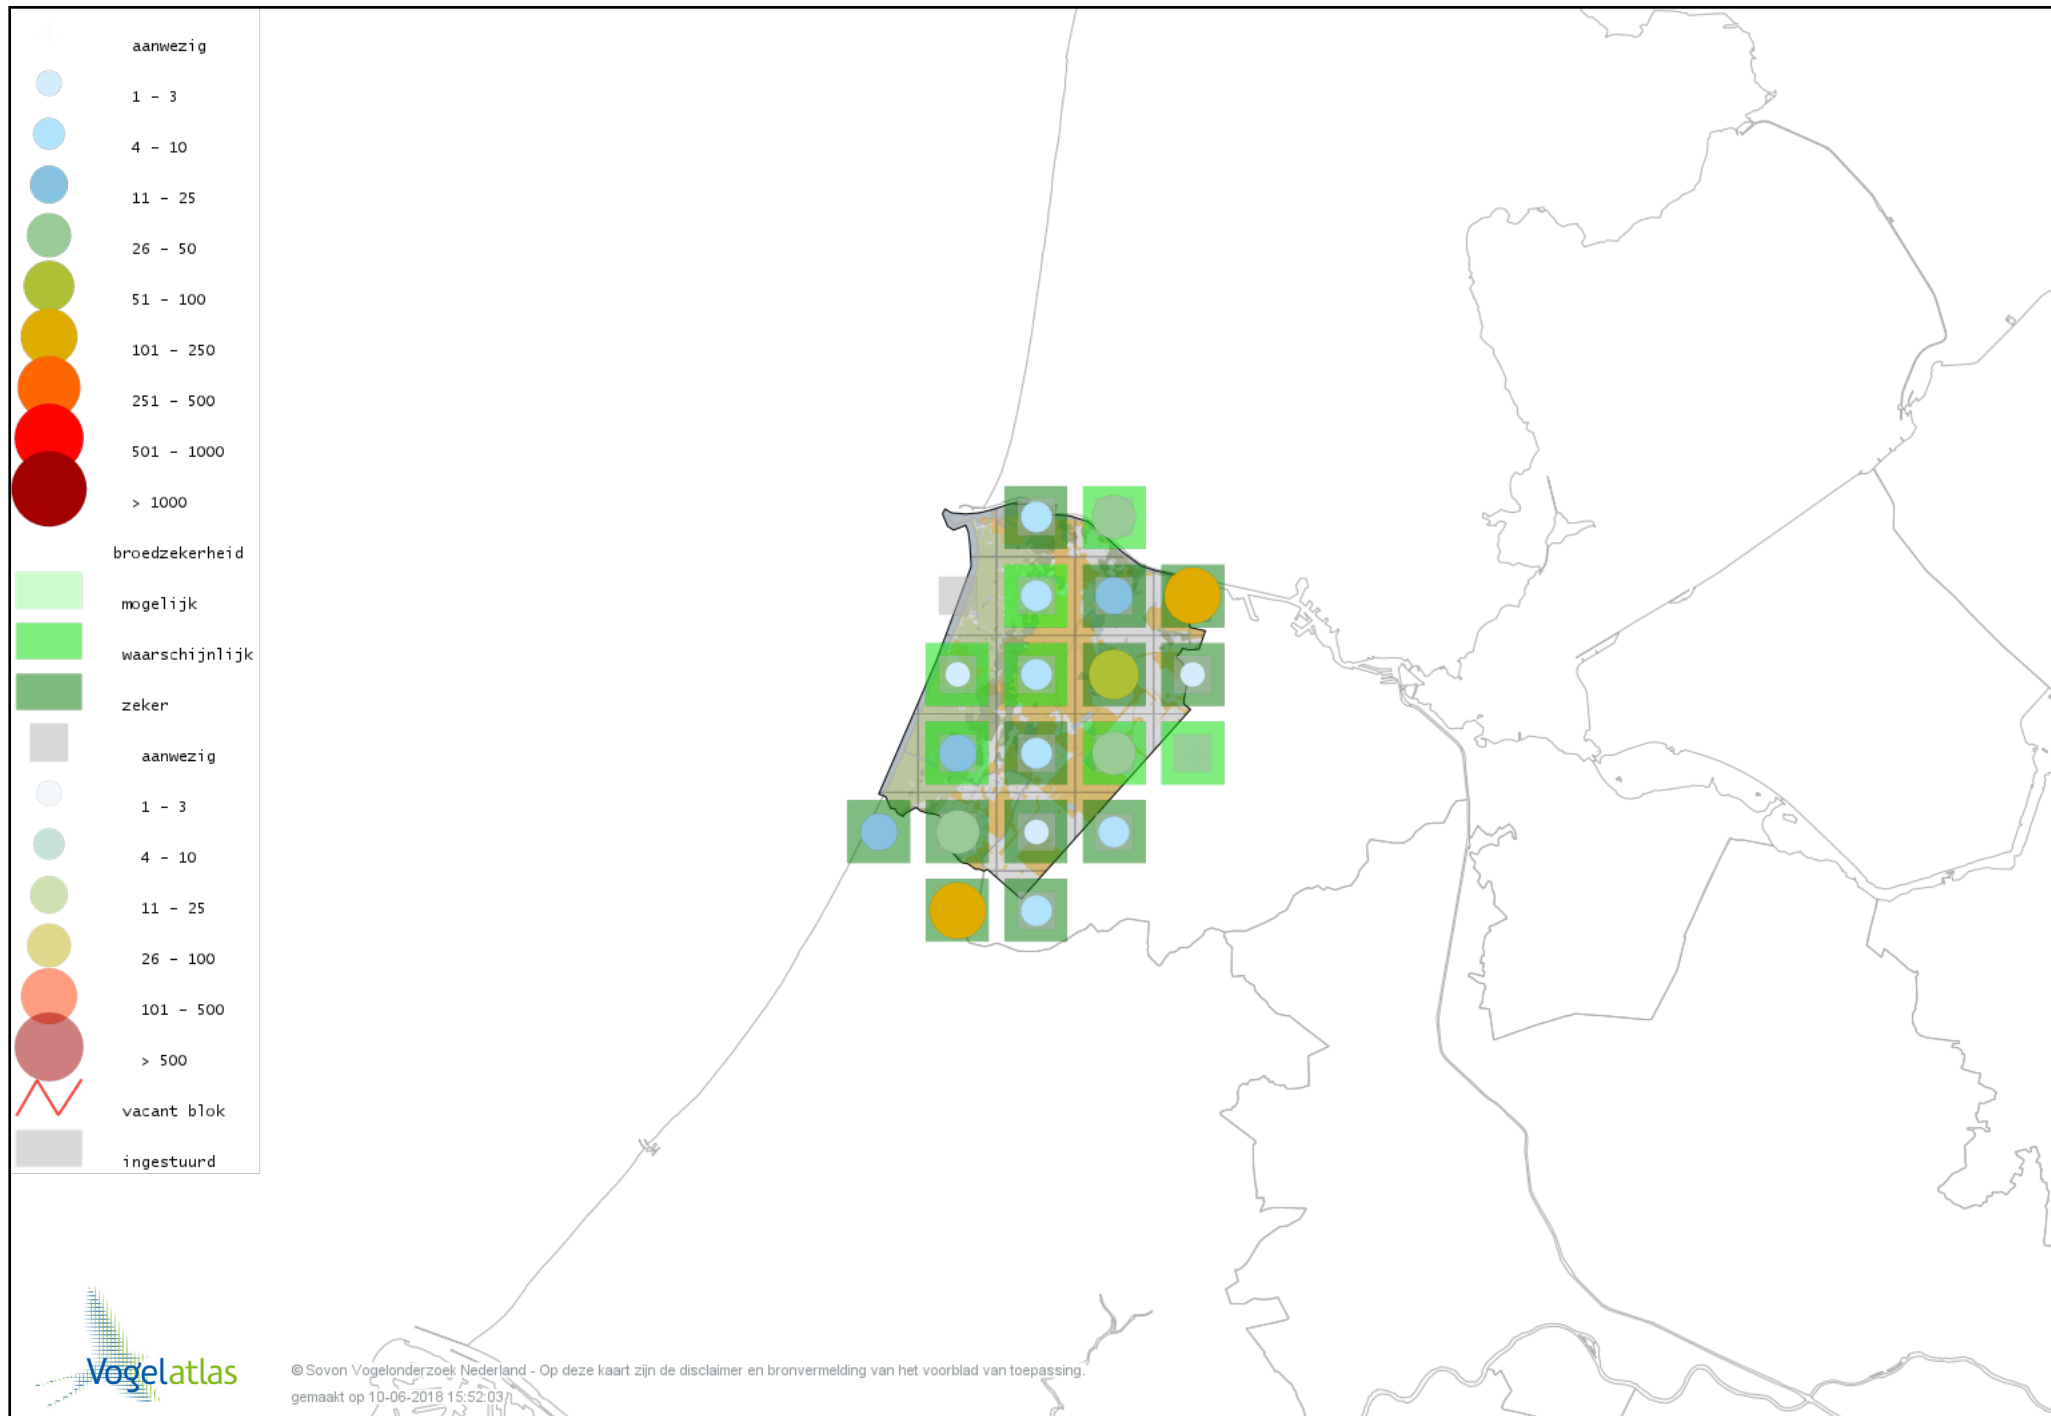 aanwezig
1 - 3
4 - 10
11 - 25
26 - 50
51 - 100
101 - 250
251 - 500
501 - 1000
> 1000
broedzekerheid
mogelijk
waarschijnlijk
zeker
aanwezig
1 - 3
4 - 10
11 - 25
26 - 100
101 - 500
> 500
vacant blok
ingestuurd
Vogelatlas
© Sovon Vogelonderzoek Nederland - Op deze kaart zijn de disclaimer en bronvermelding van het voorblad van toepassing.
gemaakt op 10-06-2018 15:52:03